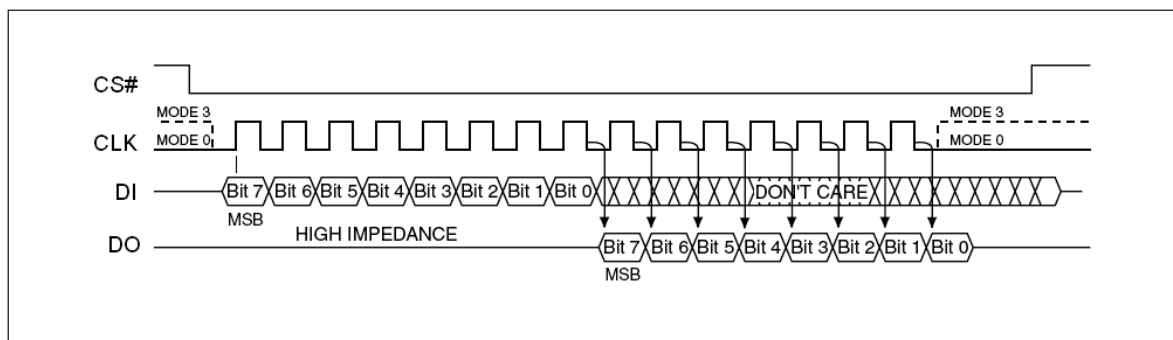 CS#
MODE 3
MODE 3
CLK
MODE 0
MODE 0
DI
Bit 7
Bit 6
Bit 5
Bit 4
Bit 3
Bit 2
Bit 1
Bit 0
DON'T CARE
MSB
HIGH IMPEDANCE
DO
Bit 7
Bit 6
Bit 5
Bit 4
Bit 3
Bit 2
Bit 1
Bit 0
MSB